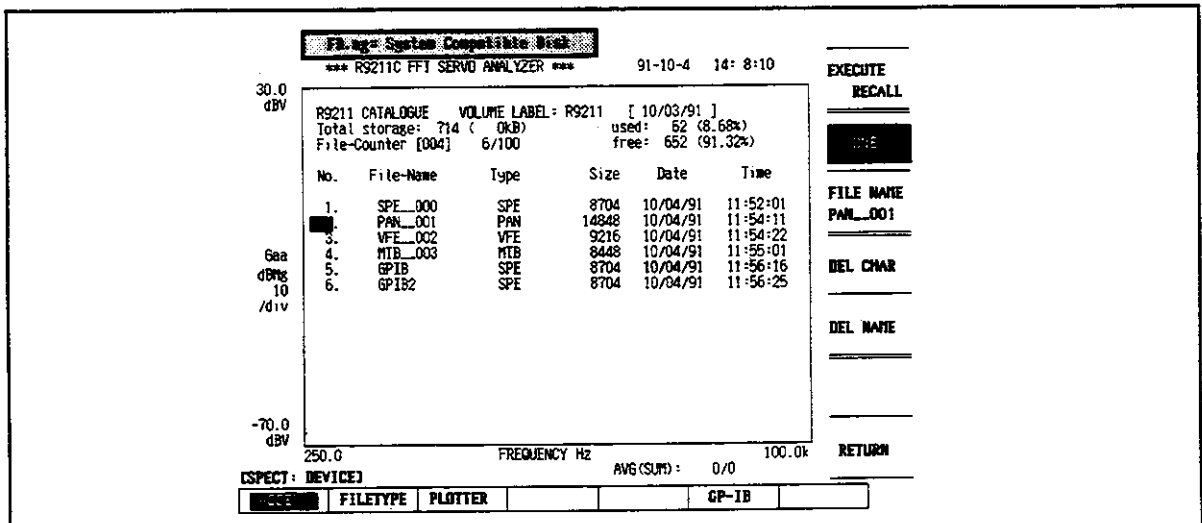 FD.mg= System Compatible Disk
*** R9211C FFT SERVO ANALYZER *** 91-10-4 14: 8:10
30.0
dBV
R9211 CATALOGUE VOLUME LABEL: R9211 [ 10/03/91 ]
Total storage: 714 ( 0kB) used: 62 (8.68%)
File-Counter [004] 6/100 free: 652 (91.32%)
No. File-Name Type Size Date Time
1. SPE__000 SPE 8704 10/04/91 11:52:01
PAN__001 PAN 14848 10/04/91 11:54:11
3. VFE__002 VFE 9216 10/04/91 11:54:22
4. MTB__003 MTB 8448 10/04/91 11:55:01
5. GPIB SPE 8704 10/04/91 11:56:16
6. GPIB2 SPE 8704 10/04/91 11:56:25
Gaa
dBMg
10
/div
-70.0
dBV
250.0 FREQUENCY Hz 100.0k
AVG(SUM): 0/0
[SPECT: DEVICE]
FILETYPE PLOTTER GP-IB
EXECUTE
RECALL
FILE NAME
PAN__001
DEL CHAR
DEL NAME
RETURN